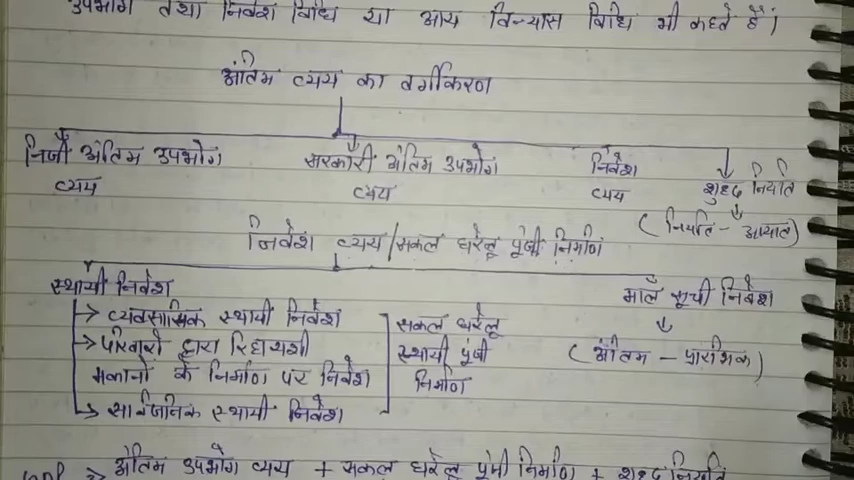 उपभोग तथा निवेश विधि या आय विन्यास विधि भी कहते हैं।
अंतिम व्यय का वर्गीकरण
निजी अंतिम उपभोग सरकारी अंतिम उपभोग निवेश शुद्ध निर्यात
व्यय व्यय व्यय
(निर्यात - आयात)
निवेश व्यय/सकल घरेलू पूंजी निर्माण
स्थायी निवेश माल सूची निवेश
→ व्यवसायिक स्थायी निवेश सकल घरेलू
→ परिवारो द्वारा रिहायशी स्थायी पूंजी (अंतिम - प्रारंभिक)
मकानो के निर्माण पर निवेश निर्माण
→ सार्वजनिक स्थायी निवेश
अंतिम उपभोग व्यय + सकल घरेलू पूंजी निर्माण + शुद्ध निर्यात